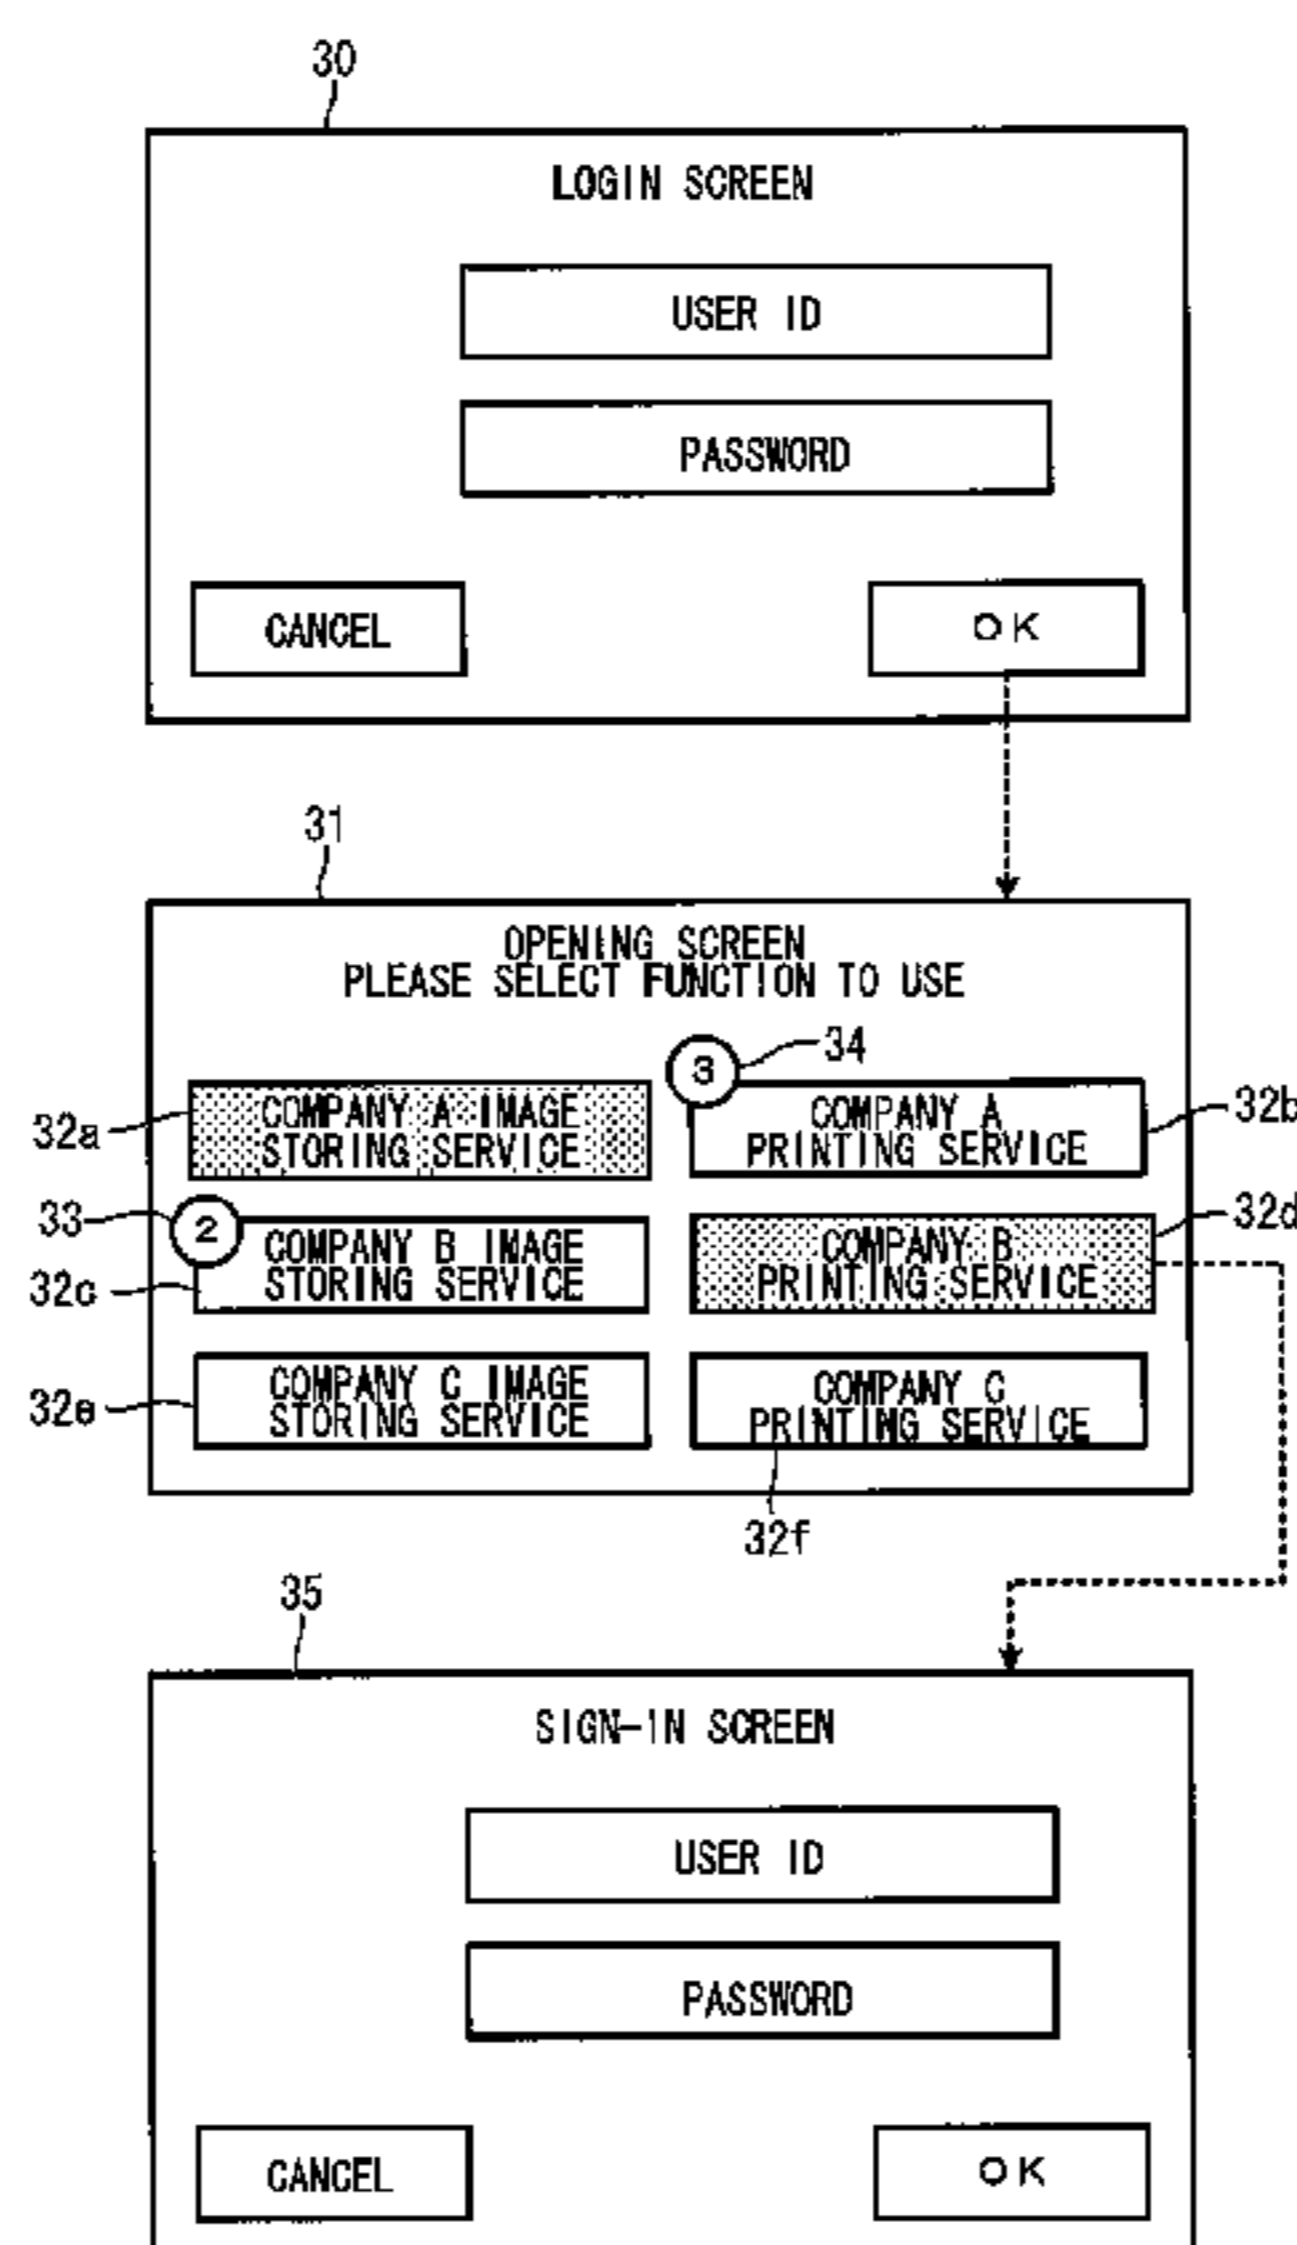 30
LOGIN SCREEN
USER ID
PASSWORD
CANCEL
OK
31
OPENING SCREEN
PLEASE SELECT FUNCTION TO USE
34
3
32a
COMPANY A IMAGE
STORING SERVICE
COMPANY A
PRINTING SERVICE
32b
33
2
32c
COMPANY B IMAGE
STORING SERVICE
COMPANY B
PRINTING SERVICE
32d
32e
COMPANY C IMAGE
STORING SERVICE
COMPANY C
PRINTING SERVICE
32f
35
SIGN-IN SCREEN
USER ID
PASSWORD
CANCEL
OK